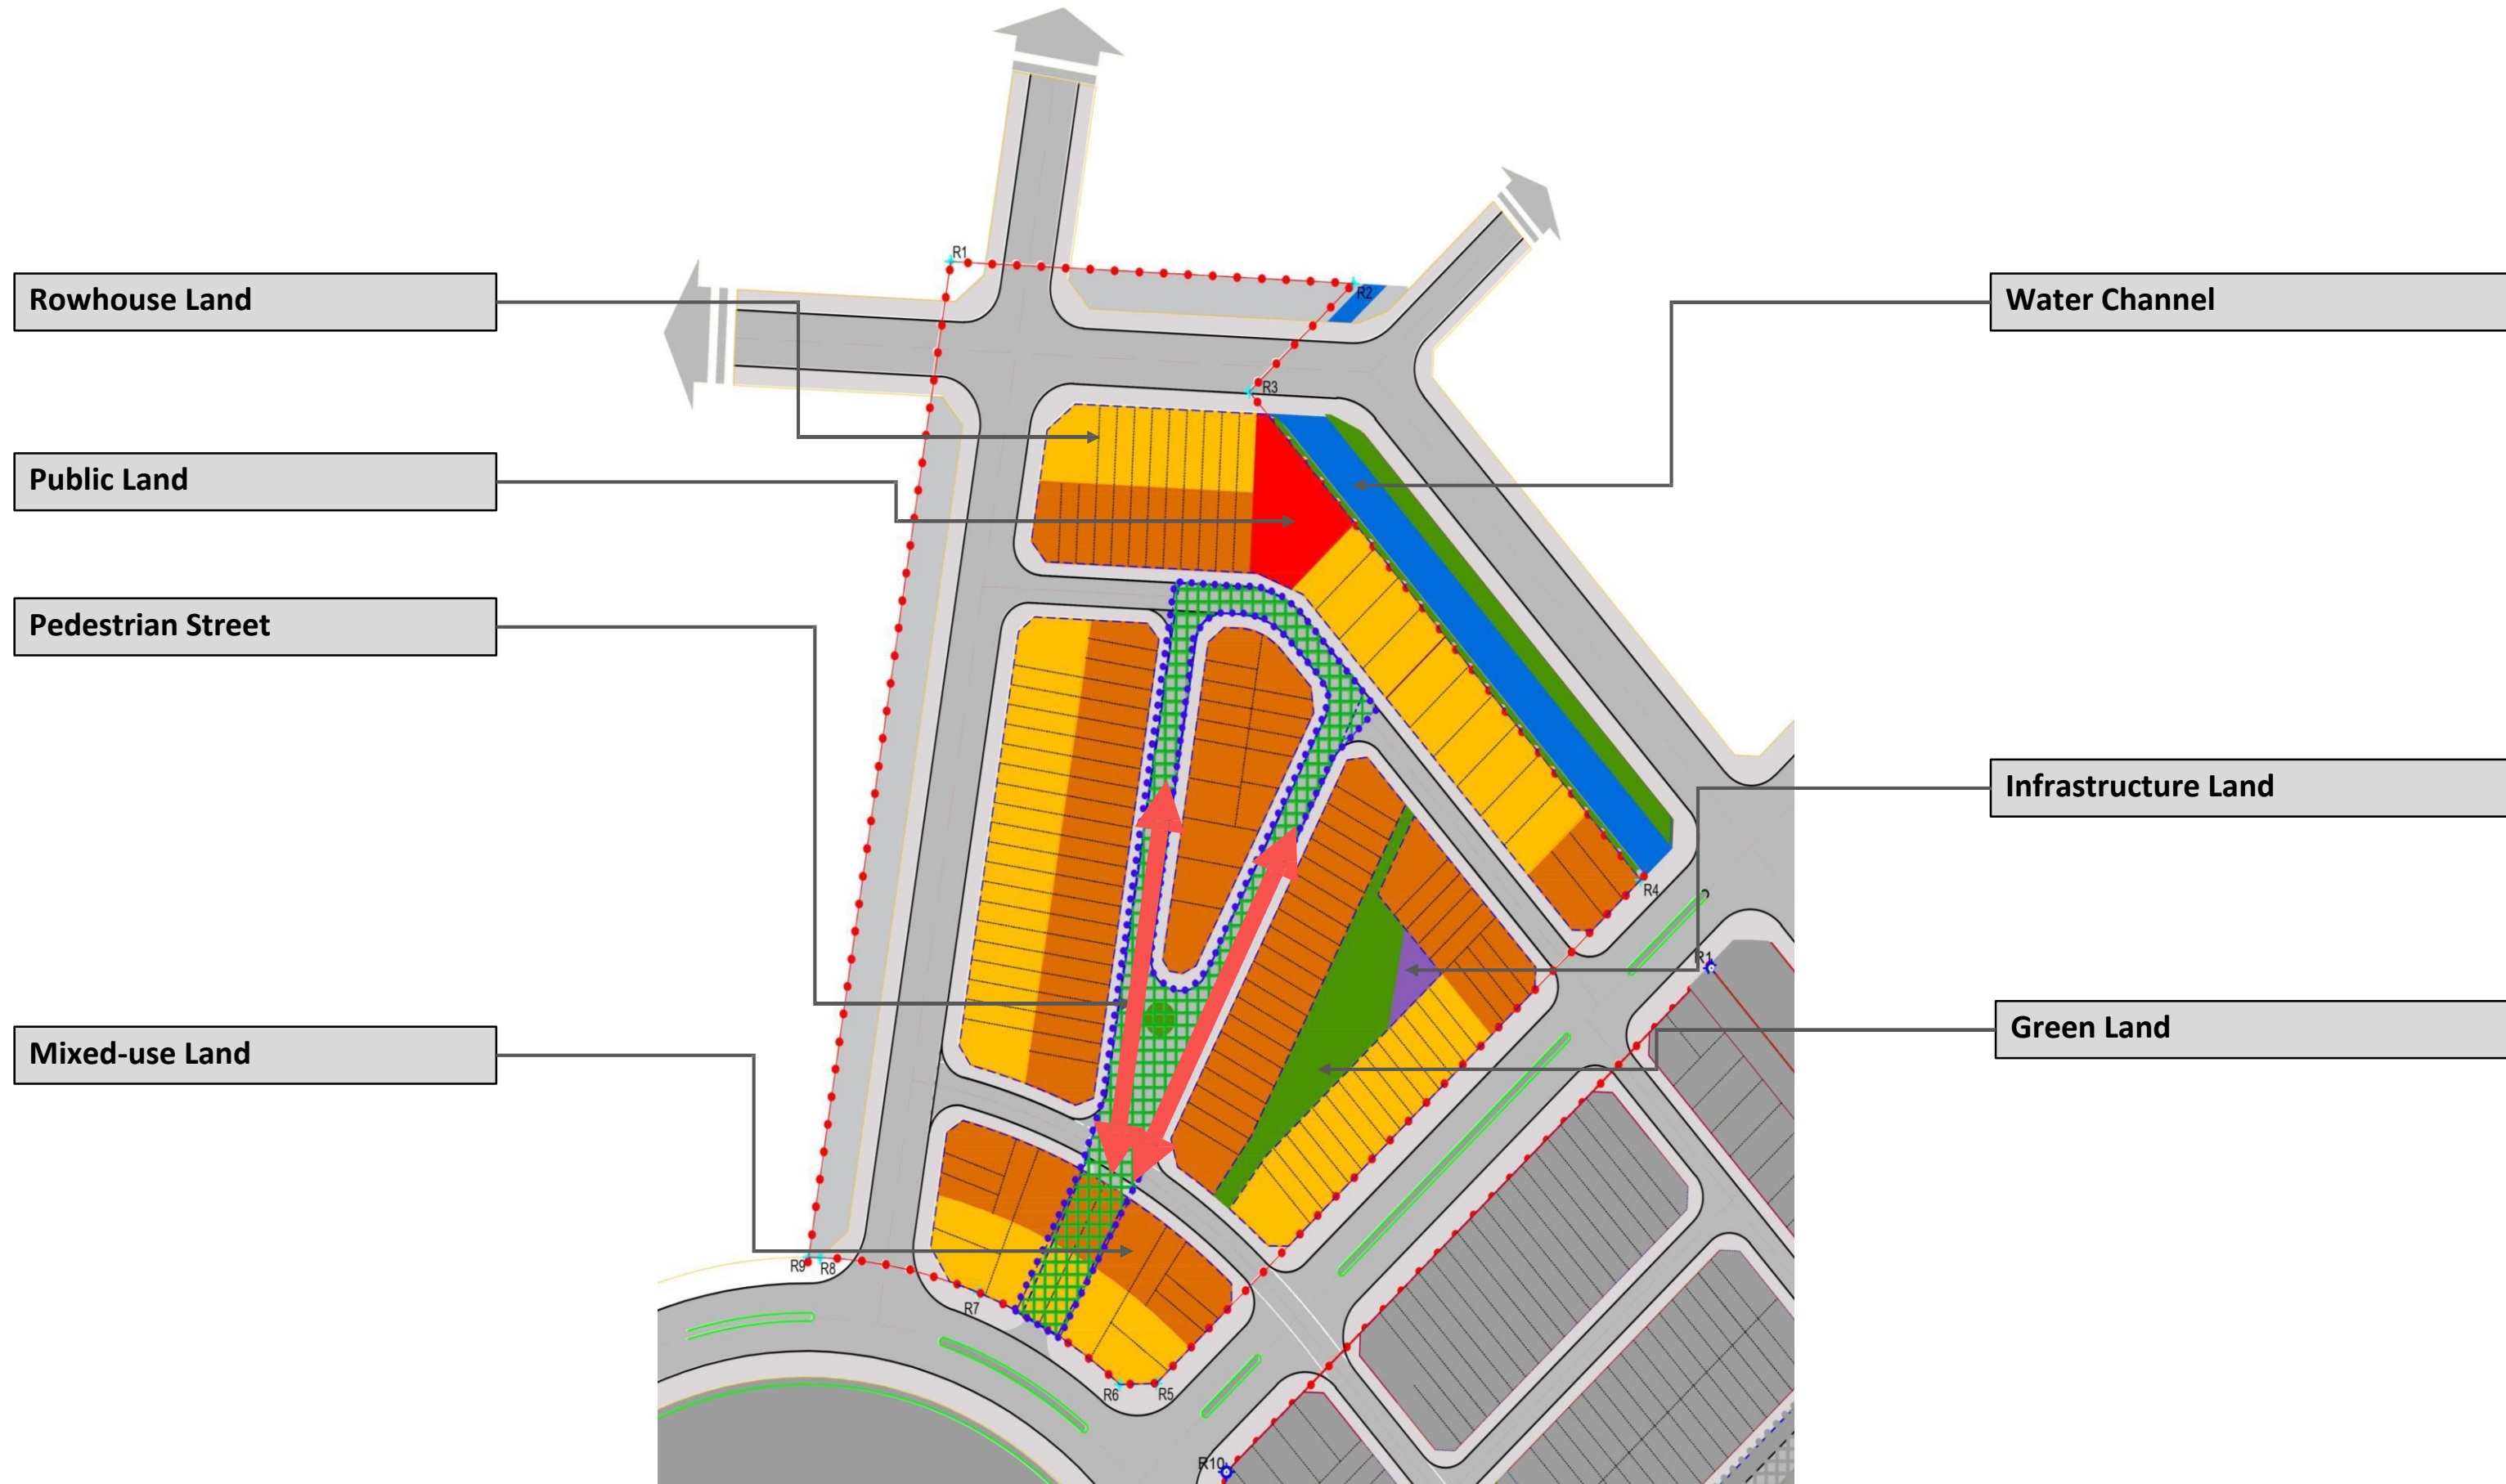 R1
R2
Rowhouse Land
Water Channel
R3
Public Land
Pedestrian Street
Infrastructure Land
R4
R1
Green Land
Mixed-use Land
R9
R8
R7
R6
R5
R10